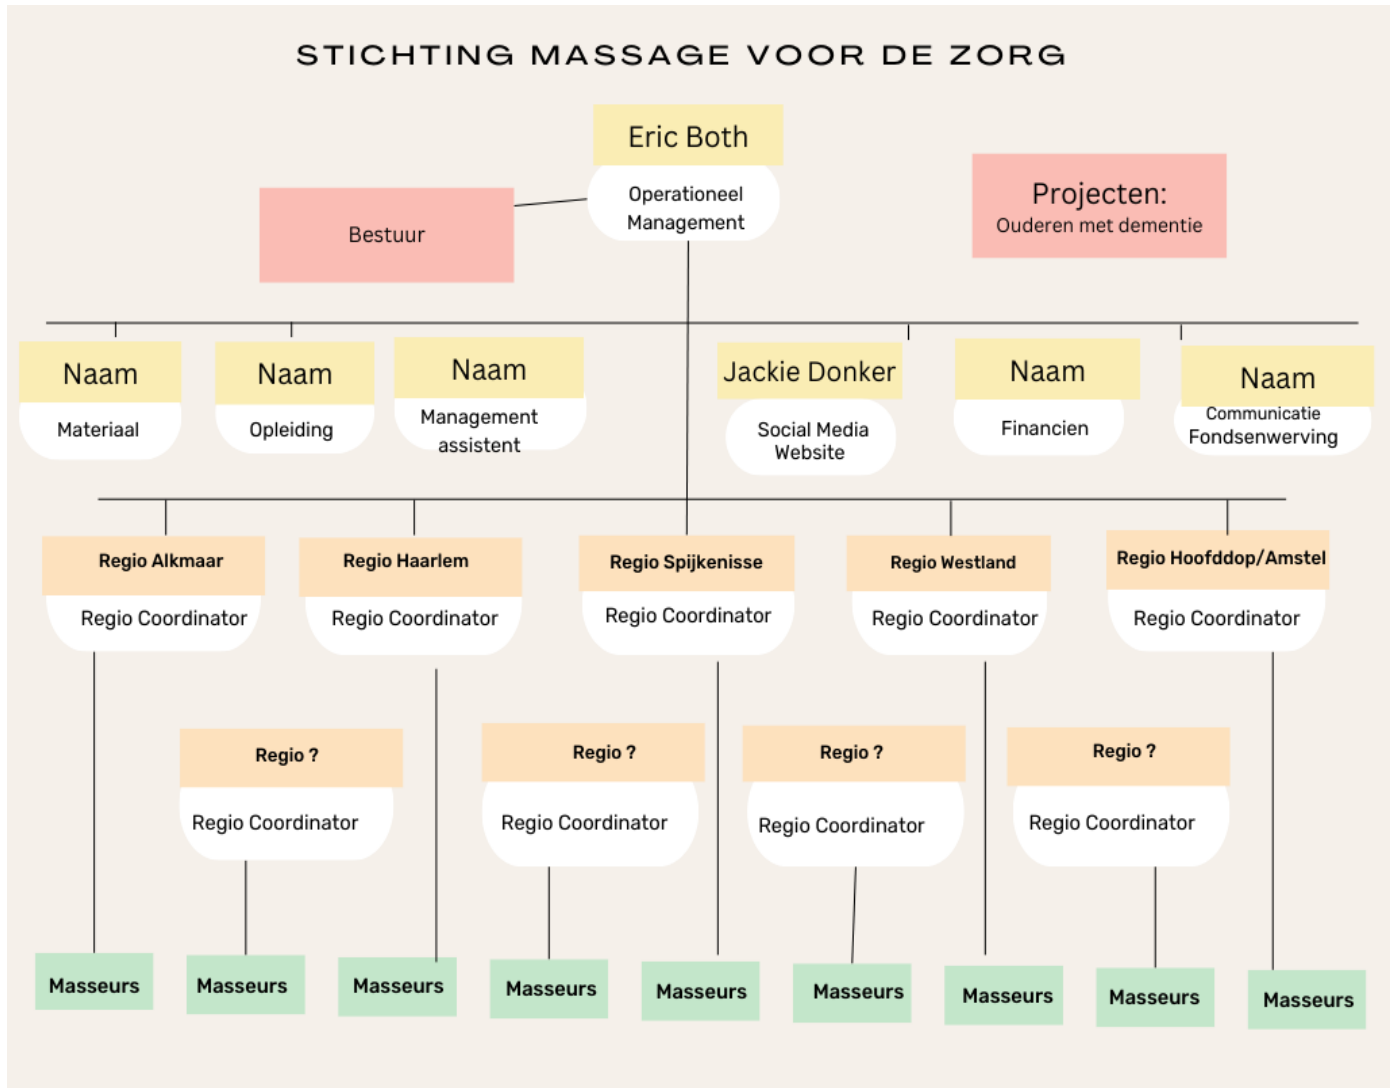 STICHTING MASSAGE VOOR DE ZORG
Eric Both
Operationeel
Management
Bestuur
Projecten:
Ouderen met dementie
Naam
Materiaal
Naam
Opleiding
Naam
Management
assistent
Jackie Donker
Social Media
Website
Naam
Financien
Naam
Communicatie
Fondsenwerving
Regio Alkmaar
Regio Coordinator
Regio Haarlem
Regio Coordinator
Regio Spijkenisse
Regio Coordinator
Regio Westland
Regio Coordinator
Regio Hoofddop/Amstel
Regio Coordinator
Regio ?
Regio Coordinator
Regio ?
Regio Coordinator
Regio ?
Regio Coordinator
Regio ?
Regio Coordinator
Masseurs
Masseurs
Masseurs
Masseurs
Masseurs
Masseurs
Masseurs
Masseurs
Masseurs